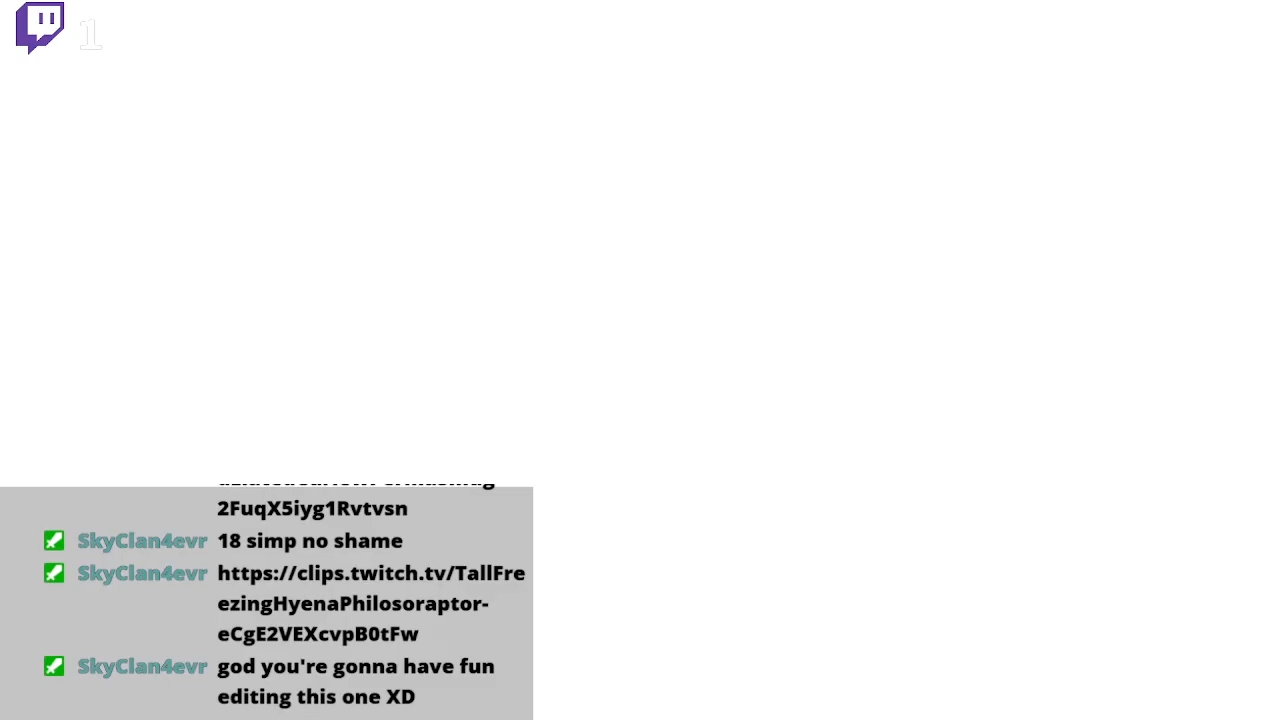 1
2FuqX5iyg1Rvtvsn
SkyClan4evr 18 simp no shame
SkyClan4evr https://clips.twitch.tv/TallFre
ezingHyenaPhilosoraptor-
eCgE2VEXcvpB0tFw
SkyClan4evr god you're gonna have fun
editing this one XD